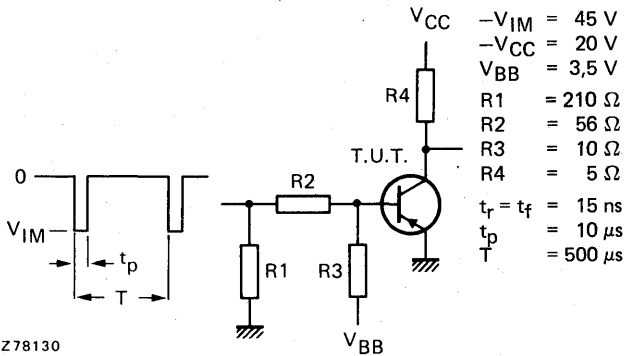 V_CC
−V_IM = 45 V
−V_CC = 20 V
V_BB = 3,5 V
R1 = 210 Ω
R2 = 56 Ω
R3 = 10 Ω
R4 = 5 Ω
t_r = t_f = 15 ns
t_p = 10 μs
T = 500 μs
R4
T.U.T.
0
R2
V_IM
t_p
T
R1
R3
V_BB
Z78130